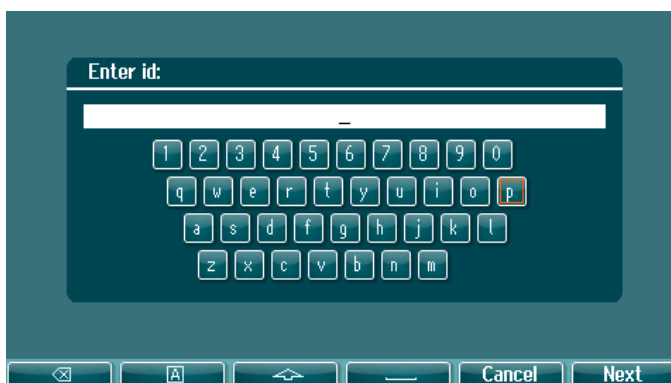 Enter id:
_
1 2 3 4 5 6 7 8 9 0
q w e r t y u i o p
a s d f g h j k l
z x c v b n m
A Cancel Next